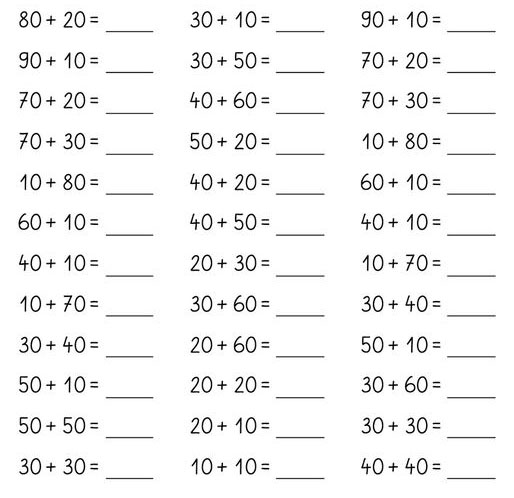 80 + 20 = ____ 30 + 10 = ____ 90 + 10 = ____
90 + 10 = ____ 30 + 50 = ____ 70 + 20 = ____
70 + 20 = ____ 40 + 60 = ____ 70 + 30 = ____
70 + 30 = ____ 50 + 20 = ____ 10 + 80 = ____
10 + 80 = ____ 40 + 20 = ____ 60 + 10 = ____
60 + 10 = ____ 40 + 50 = ____ 40 + 10 = ____
40 + 10 = ____ 20 + 30 = ____ 10 + 70 = ____
10 + 70 = ____ 30 + 60 = ____ 30 + 40 = ____
30 + 40 = ____ 20 + 60 = ____ 50 + 10 = ____
50 + 10 = ____ 20 + 20 = ____ 30 + 60 = ____
50 + 50 = ____ 20 + 10 = ____ 30 + 30 = ____
30 + 30 = ____ 10 + 10 = ____ 40 + 40 = ____